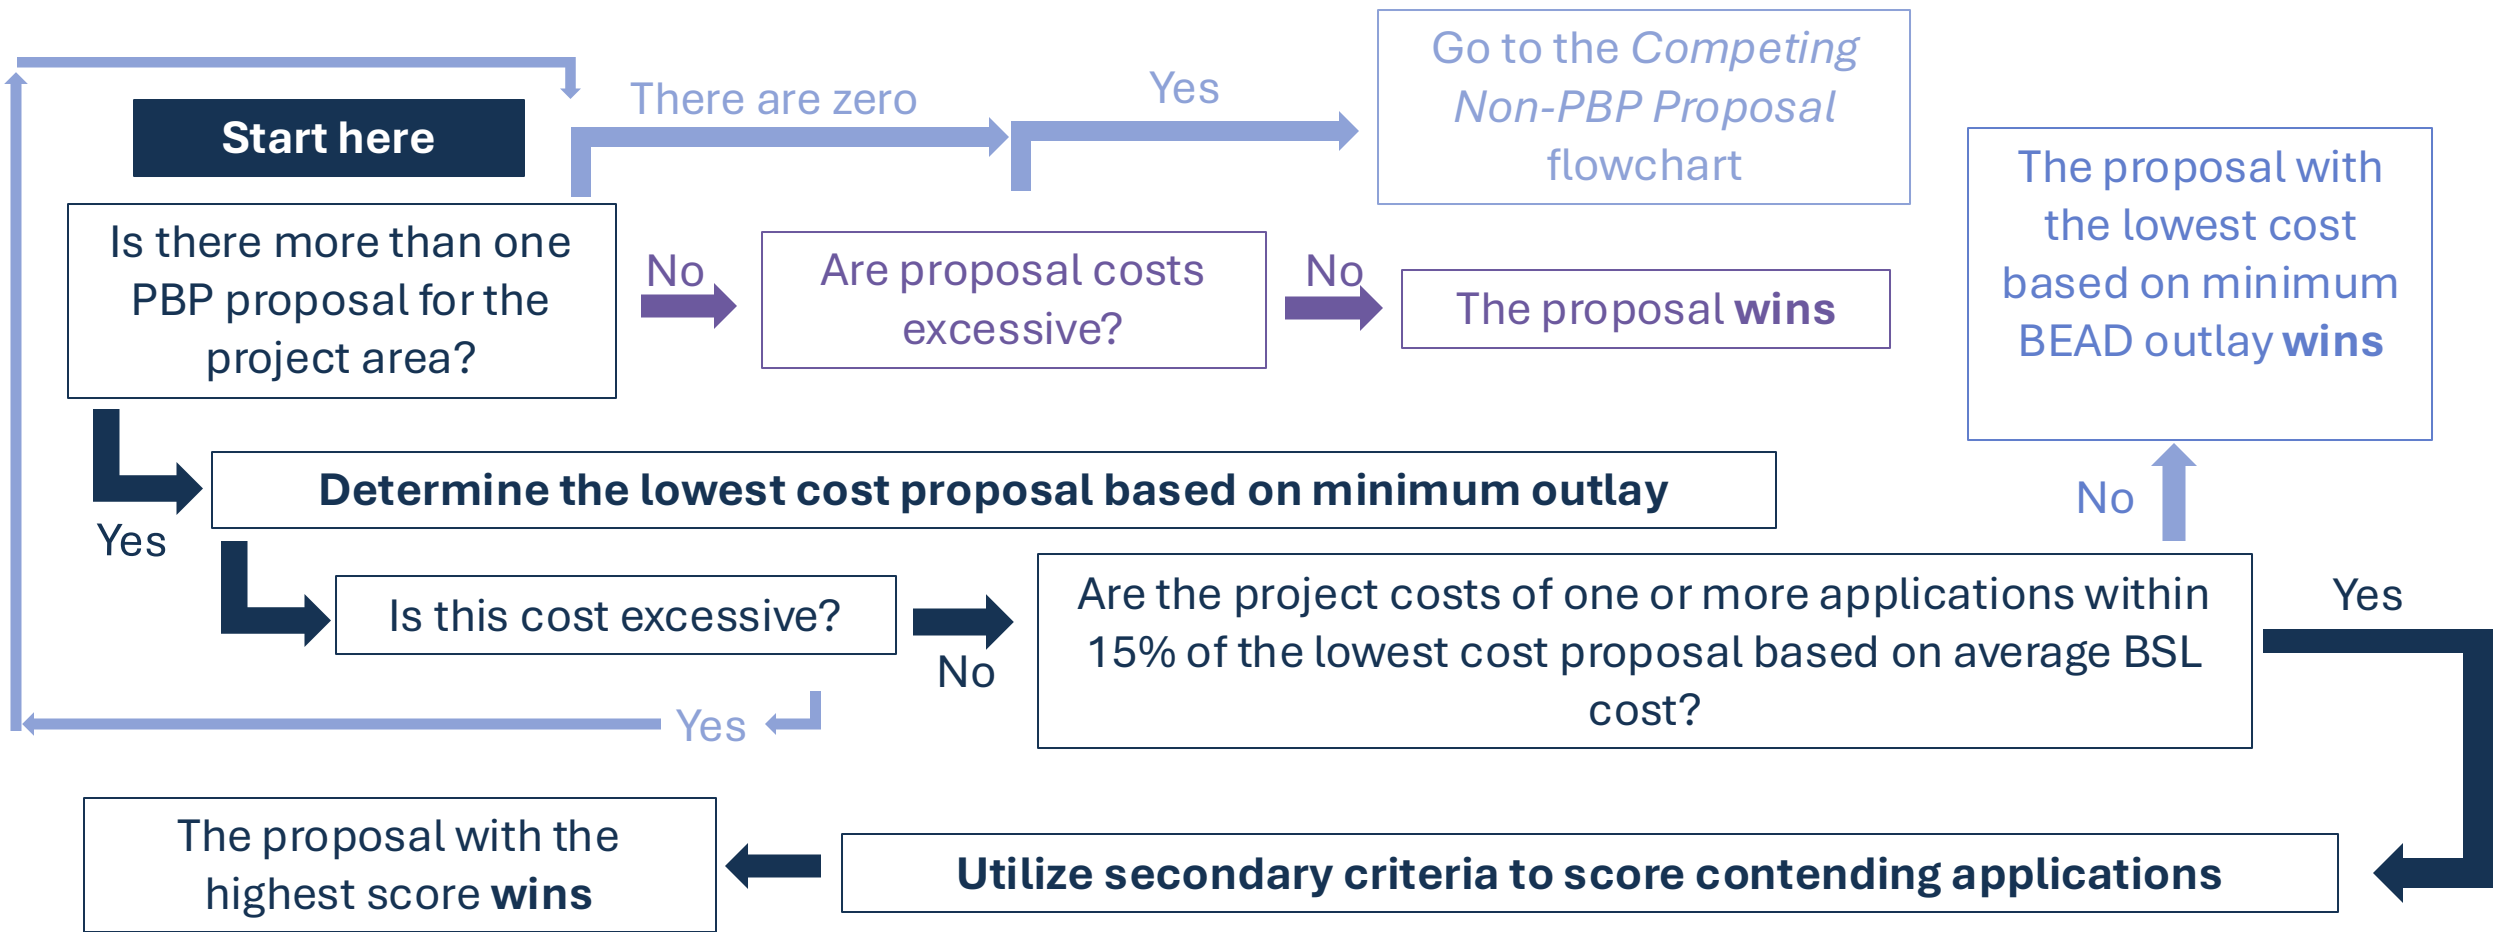 Start here
There are zero
Yes
Go to the Competing
Non-PBP Proposal
flowchart
Is there more than one
PBP proposal for the
project area?
No
Are proposal costs
excessive?
No
The proposal wins
The proposal with
the lowest cost
based on minimum
BEAD outlay wins
Yes
Determine the lowest cost proposal based on minimum outlay
No
Is this cost excessive?
No
Are the project costs of one or more applications within
15% of the lowest cost proposal based on average BSL
cost?
Yes
Yes
Utilize secondary criteria to score contending applications
The proposal with the
highest score wins